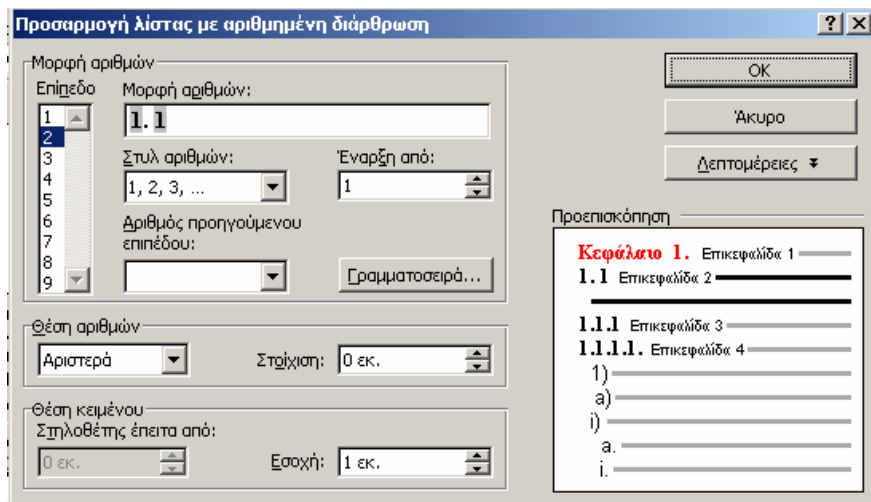 Προσαρμογή λίστας με αριθμημένη διάρθρωση
Μορφή αριθμών
Επίπεδο
1
2
3
4
5
6
7
8
9
Μορφή αριθμών:
1.1
Στυλ αριθμών:
1, 2, 3, ...
Έναρξη από:
1
Αριθμός προηγούμενου
επιπέδου:
Γραμματοσειρά...
Θέση αριθμών
Αριστερά
Στοίχιση:
0 εκ.
Θέση κειμένου
Στηλοθέτης έπειτα από:
0 εκ.
Εσοχή:
1 εκ.
OK
Άκυρο
Λεπτομέρειες
Προεπισκόπηση
Κεφάλαιο 1. Επικεφαλίδα 1
1.1 Επικεφαλίδα 2
1.1.1 Επικεφαλίδα 3
1.1.1.1. Επικεφαλίδα 4
1)
a)
i)
a.
i.